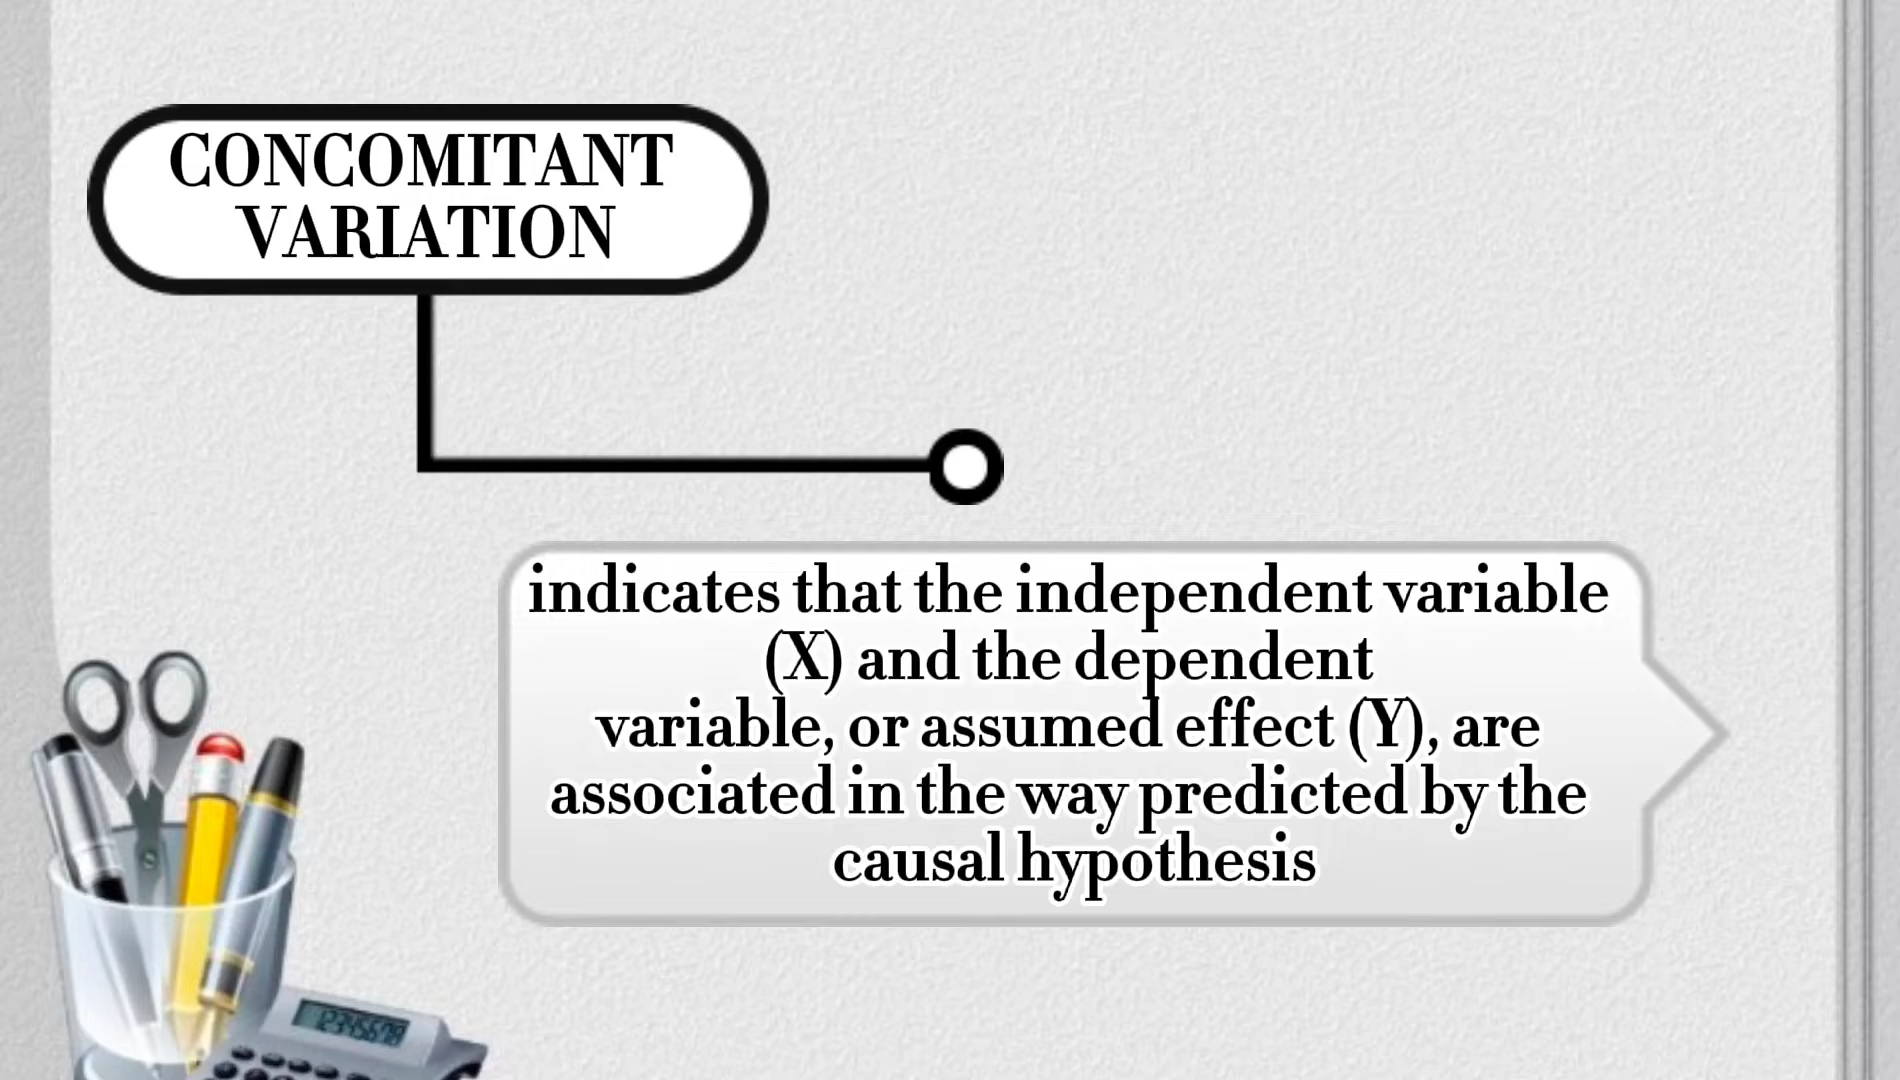 CONCOMITANT
VARIATION
indicates that the independent variable
(X) and the dependent
variable, or assumed effect (Y), are
associated in the way predicted by the
causal hypothesis
12345678